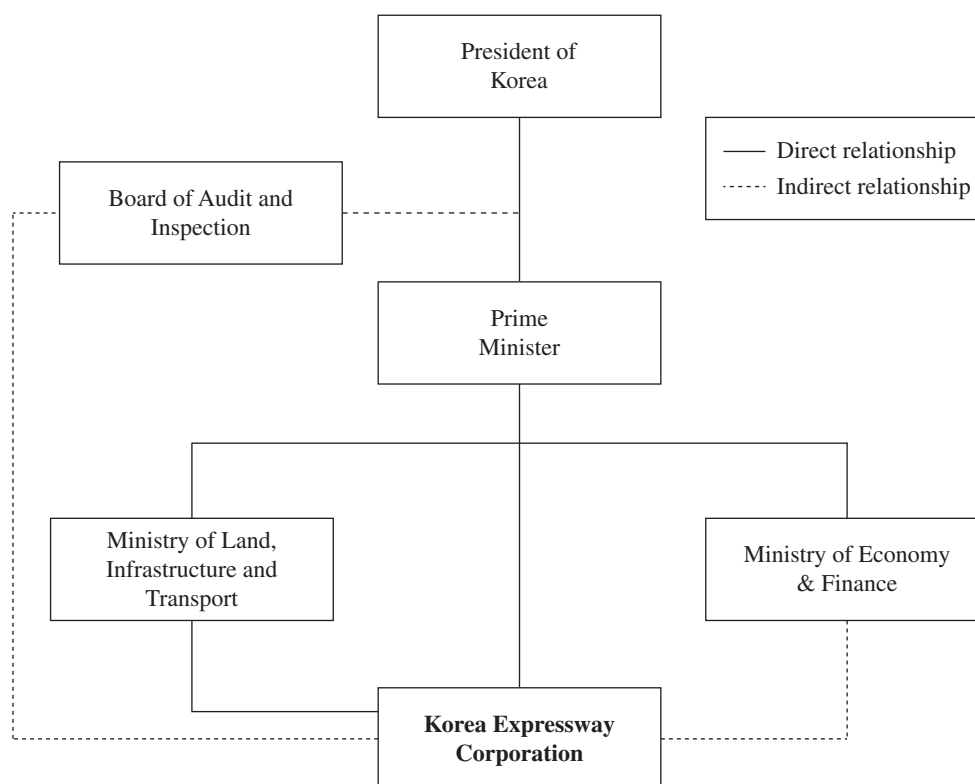 President of
Korea
Direct relationship
Indirect relationship
Board of Audit and
Inspection
Prime
Minister
Ministry of Land,
Infrastructure and
Transport
Ministry of Economy
& Finance
Korea Expressway
Corporation